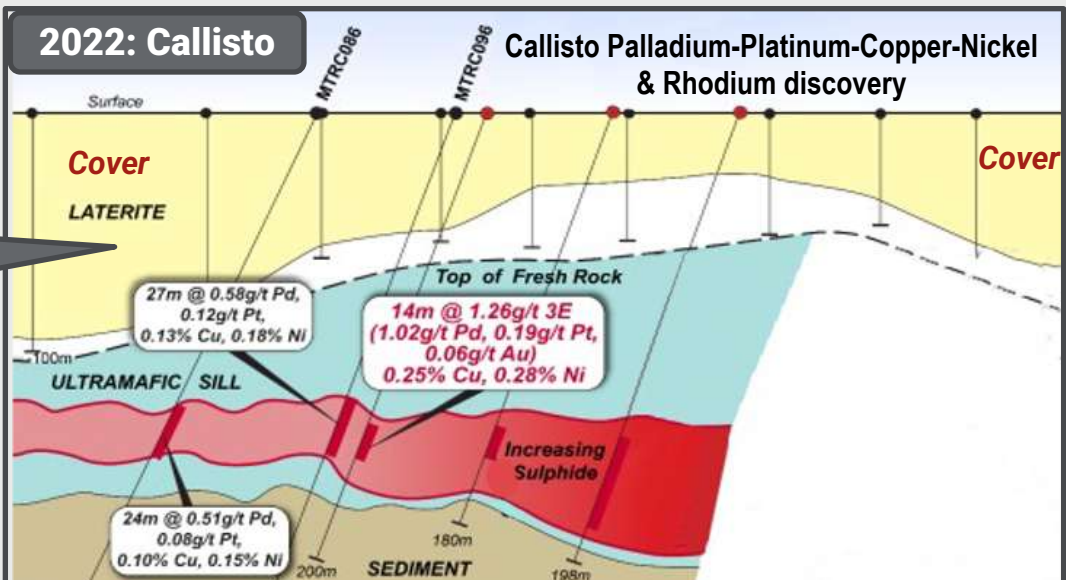 2022: Callisto
MTRC086
MTRC096
Callisto Palladium-Platinum-Copper-Nickel
& Rhodium discovery
Surface
Cover
Cover
LATERITE
Top of Fresh Rock
27m @ 0.58g/t Pd,
0.12g/t Pt,
0.13% Cu, 0.18% Ni
14m @ 1.26g/t 3E
(1.02g/t Pd, 0.19g/t Pt,
0.06g/t Au)
0.25% Cu, 0.28% Ni
100m
ULTRAMAFIC SILL
Increasing
Sulphide
24m @ 0.51g/t Pd,
0.08g/t Pt,
0.10% Cu, 0.15% Ni
180m
200m
SEDIMENT
198m